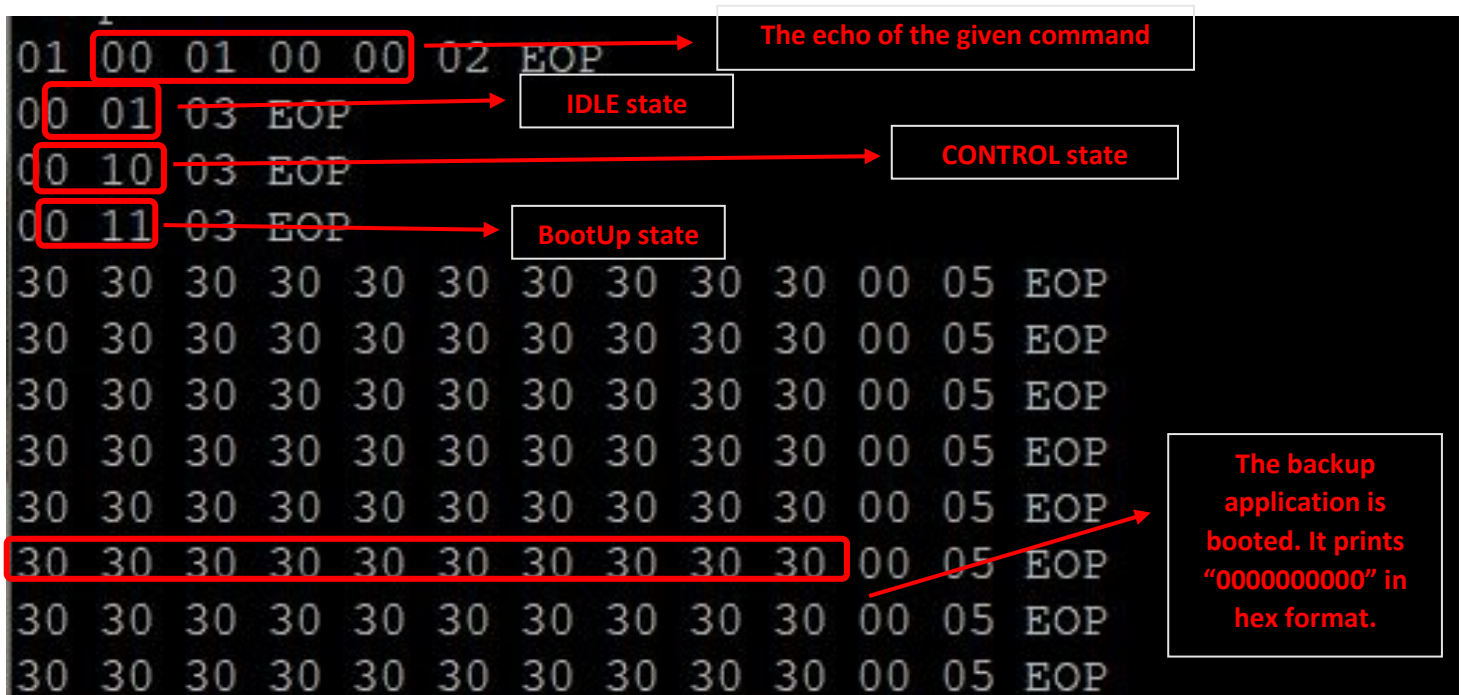 01 00 01 00 00 02 EOP
The echo of the given command
00 01 03 EOP
IDLE state
00 10 03 EOP
CONTROL state
00 11 03 EOP
BootUp state
30 30 30 30 30 30 30 30 30 30 00 05 EOP
30 30 30 30 30 30 30 30 30 30 00 05 EOP
30 30 30 30 30 30 30 30 30 30 00 05 EOP
30 30 30 30 30 30 30 30 30 30 00 05 EOP
30 30 30 30 30 30 30 30 30 30 00 05 EOP
30 30 30 30 30 30 30 30 30 30 00 05 EOP
30 30 30 30 30 30 30 30 30 30 00 05 EOP
30 30 30 30 30 30 30 30 30 30 00 05 EOP
The backup
application is
booted. It prints
“0000000000” in
hex format.